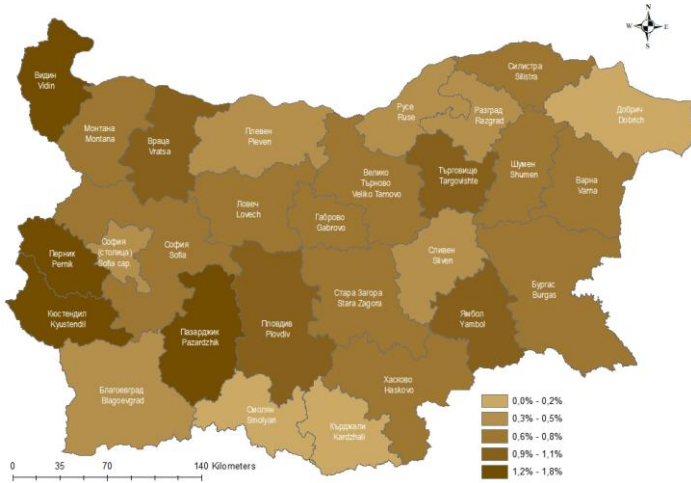 N
W E
S
Видин
Vidin
Монтана
Montana
Враца
Vratsa
Плевен
Pleven
Русе
Ruse
Разград
Razgrad
Силистра
Silistra
Добрич
Dobrich
Ловеч
Lovech
Велико
Търново
Veliko Tarnovo
Габрово
Gabrovo
Търговище
Targovishte
Шумен
Shumen
Варна
Varna
Перник
Pernik
София
(столица)
Sofia cap.
София
Sofia
Кюстендил
Kyustendil
Пазарджик
Pazardzhik
Пловдив
Plovdiv
Стара Загора
Stara Zagora
Сливен
Sliven
Ямбол
Yambol
Бургас
Burgas
Благоевград
Blagoevgrad
Смолян
Smolyan
Кърджали
Kardzhali
Хасково
Haskovo
0,0% - 0,2%
0,3% - 0,5%
0,6% - 0,8%
0,9% - 1,1%
1,2% - 1,8%
0 35 70 140 Kilometers